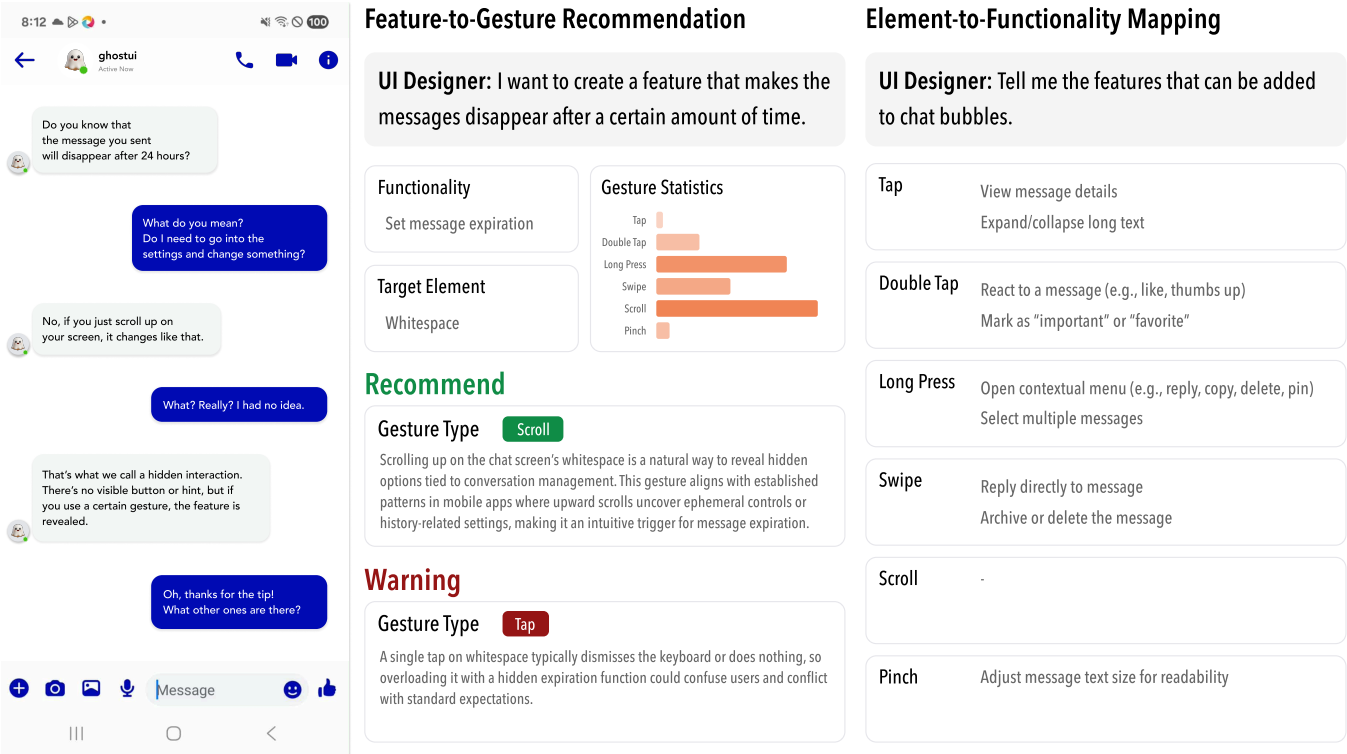 8:12
100
ghostui
Active Now
Do you know that
the message you sent
will disappear after 24 hours?
What do you mean?
Do I need to go into the
settings and change something?
No, if you just scroll up on
your screen, it changes like that.
What? Really? I had no idea.
That's what we call a hidden interaction.
There's no visible button or hint, but if
you use a certain gesture, the feature is
revealed.
Oh, thanks for the tip!
What other ones are there?
Message
Feature-to-Gesture Recommendation
UI Designer: I want to create a feature that makes the
messages disappear after a certain amount of time.
Functionality
Set message expiration
Target Element
Whitespace
Gesture Statistics
Tap
Double Tap
Long Press
Swipe
Scroll
Pinch
Recommend
Gesture Type Scroll
Scrolling up on the chat screen's whitespace is a natural way to reveal hidden
options tied to conversation management. This gesture aligns with established
patterns in mobile apps where upward scrolls uncover ephemeral controls or
history-related settings, making it an intuitive trigger for message expiration.
Warning
Gesture Type Tap
A single tap on whitespace typically dismisses the keyboard or does nothing, so
overloading it with a hidden expiration function could confuse users and conflict
with standard expectations.
Element-to-Functionality Mapping
UI Designer: Tell me the features that can be added
to chat bubbles.
Tap
View message details
Expand/collapse long text
Double Tap
React to a message (e.g., like, thumbs up)
Mark as “important” or “favorite”
Long Press
Open contextual menu (e.g., reply, copy, delete, pin)
Select multiple messages
Swipe
Reply directly to message
Archive or delete the message
Scroll
-
Pinch
Adjust message text size for readability